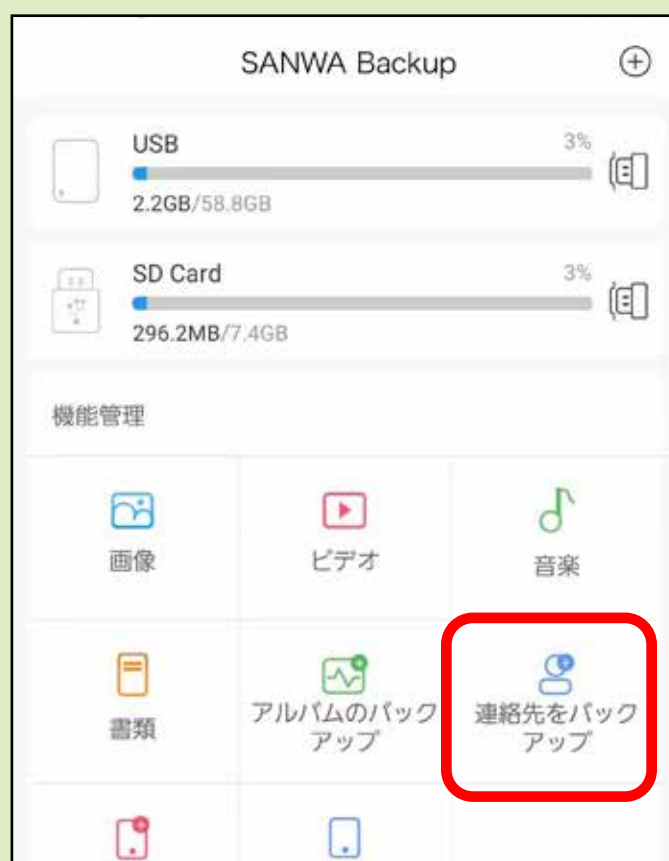 SANWA Backup
USB
3%
2.2GB/58.8GB
SD Card
3%
296.2MB/7.4GB
機能管理
画像
ビデオ
音楽
書類
アルバムのバック
アップ
連絡先をバック
アップ